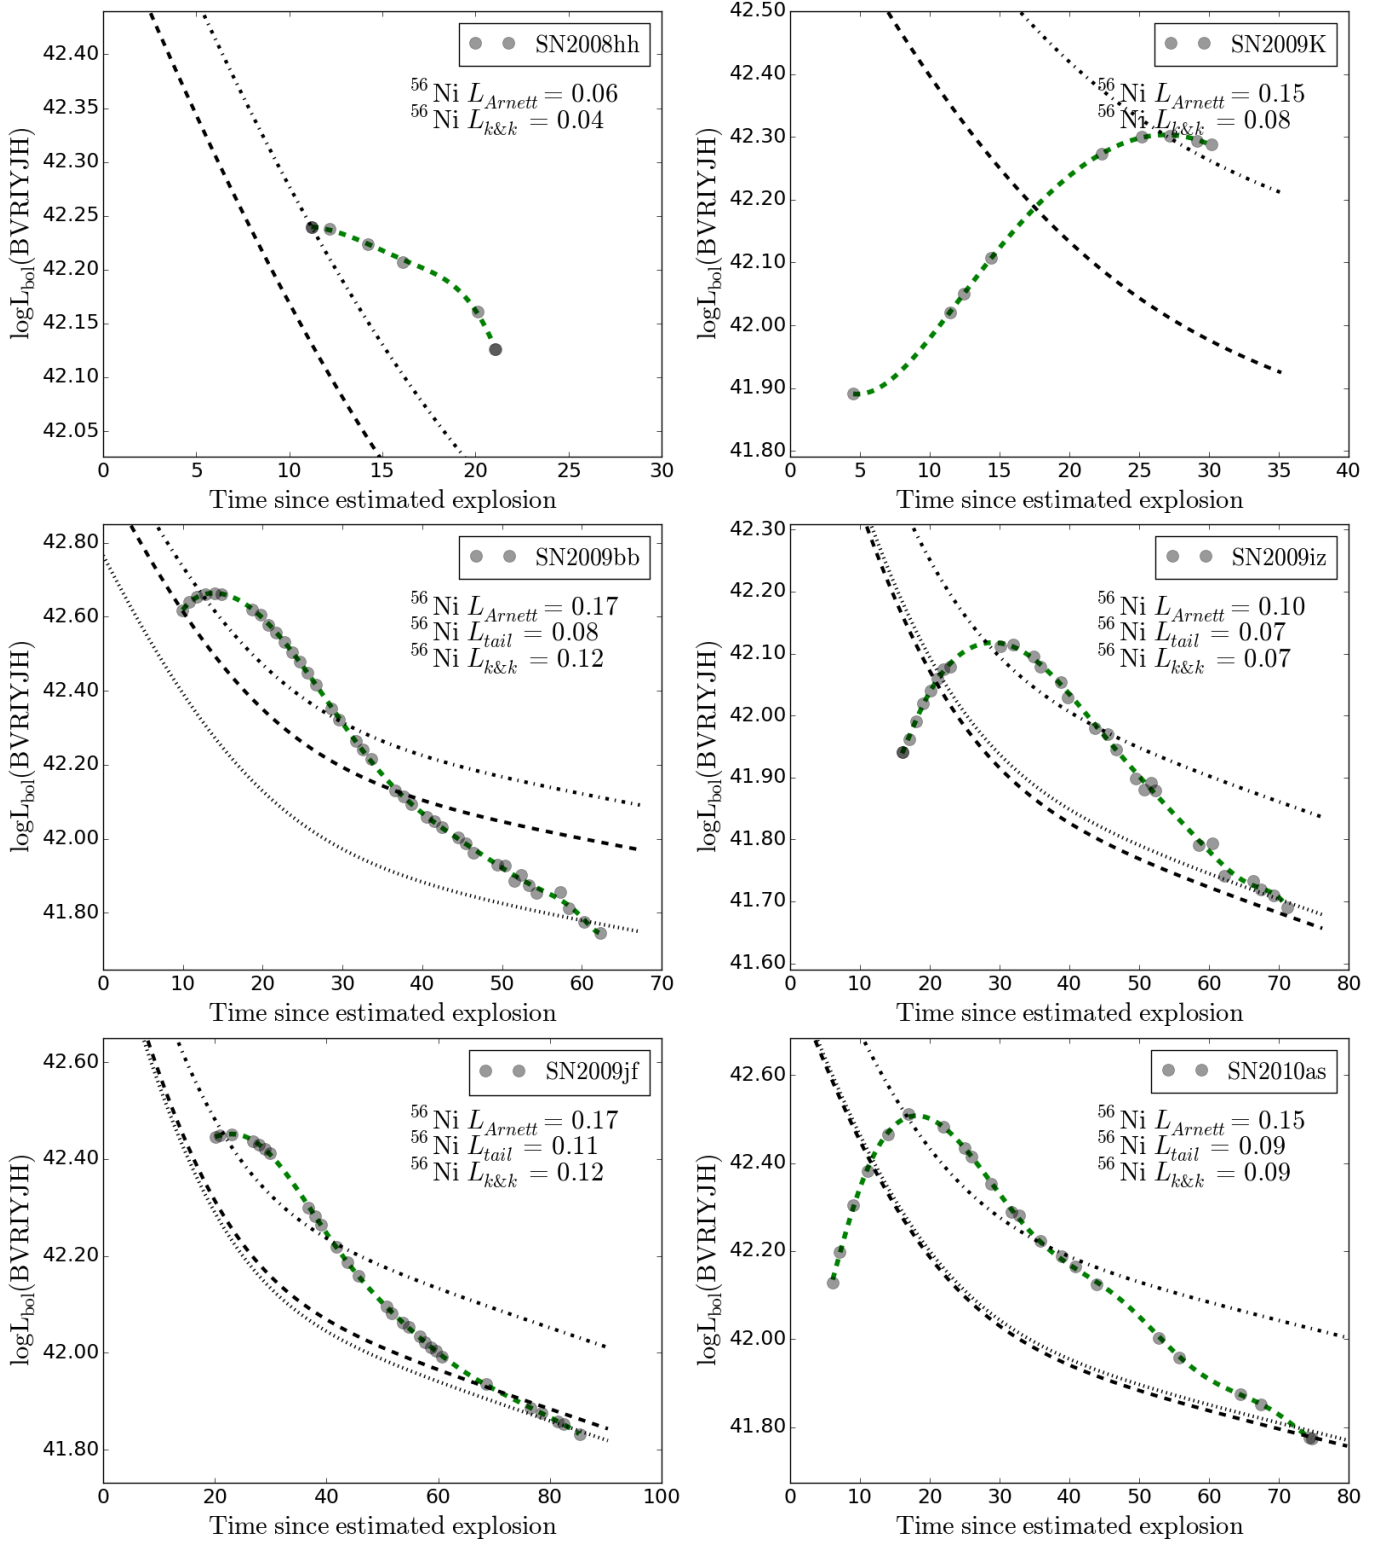 SN2008hh
⁵⁶Ni L_Arnett = 0.06
⁵⁶Ni L_k&k = 0.04
logL_bol(BVRIYJH)
42.40
42.35
42.30
42.25
42.20
42.15
42.10
42.05
0 5 10 15 20 25 30
Time since estimated explosion
SN2009K
⁵⁶Ni L_Arnett = 0.15
⁵⁶Ni L_k&k = 0.08
logL_bol(BVRIYJH)
42.50
42.40
42.30
42.20
42.10
42.00
41.90
41.80
0 5 10 15 20 25 30 35 40
Time since estimated explosion
SN2009bb
⁵⁶Ni L_Arnett = 0.17
⁵⁶Ni L_tail = 0.08
⁵⁶Ni L_k&k = 0.12
logL_bol(BVRIYJH)
42.80
42.60
42.40
42.20
42.00
41.80
0 10 20 30 40 50 60 70
Time since estimated explosion
SN2009iz
⁵⁶Ni L_Arnett = 0.10
⁵⁶Ni L_tail = 0.07
⁵⁶Ni L_k&k = 0.07
logL_bol(BVRIYJH)
42.30
42.20
42.10
42.00
41.90
41.80
41.70
41.60
0 10 20 30 40 50 60 70 80
Time since estimated explosion
SN2009jf
⁵⁶Ni L_Arnett = 0.17
⁵⁶Ni L_tail = 0.11
⁵⁶Ni L_k&k = 0.12
logL_bol(BVRIYJH)
42.60
42.40
42.20
42.00
41.80
0 20 40 60 80 100
Time since estimated explosion
SN2010as
⁵⁶Ni L_Arnett = 0.15
⁵⁶Ni L_tail = 0.09
⁵⁶Ni L_k&k = 0.09
logL_bol(BVRIYJH)
42.60
42.40
42.20
42.00
41.80
0 10 20 30 40 50 60 70 80
Time since estimated explosion